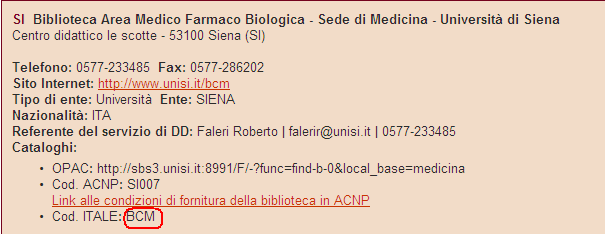 SI Biblioteca Area Medico Farmaco Biologica - Sede di Medicina - Università di Siena
Centro didattico le scotte - 53100 Siena (SI)
Telefono: 0577-233485 Fax: 0577-286202
Sito Internet: http://www.unisi.it/bcm
Tipo di ente: Università Ente: SIENA
Nazionalità: ITA
Referente del servizio di DD: Faleri Roberto | falerir@unisi.it | 0577-233485
Cataloghi:
• OPAC: http://sbs3.unisi.it:8991/F/-?func=find-b-0&local_base=medicina
• Cod. ACNP: SI007
Link alle condizioni di fornitura della biblioteca in ACNP
• Cod. ITALE: BCM